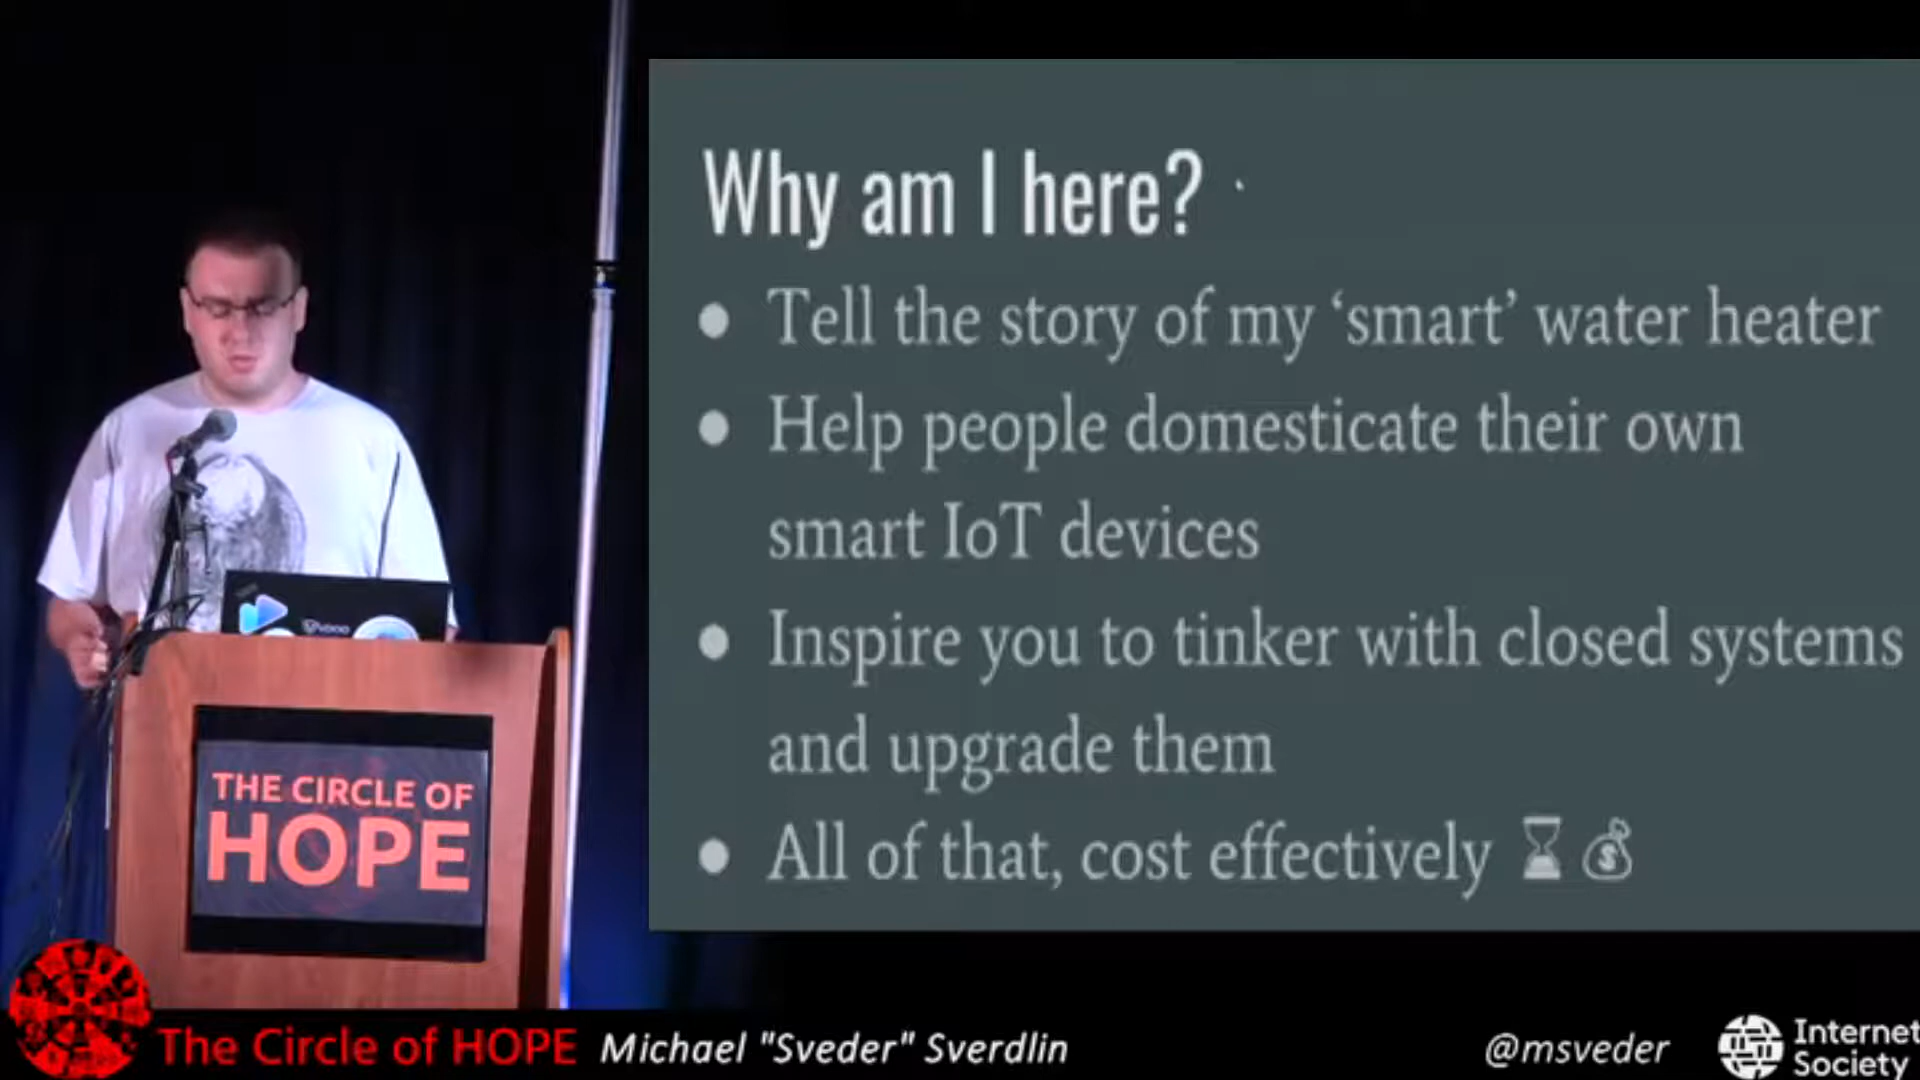 Why am I here?
● Tell the story of my ‘smart’ water heater
● Help people domesticate their own
smart IoT devices
● Inspire you to tinker with closed systems
and upgrade them
● All of that, cost effectively ⌛💰
THE CIRCLE OF
HOPE
The Circle of HOPE Michael "Sveder" Sverdlin @msveder
Internet
Society